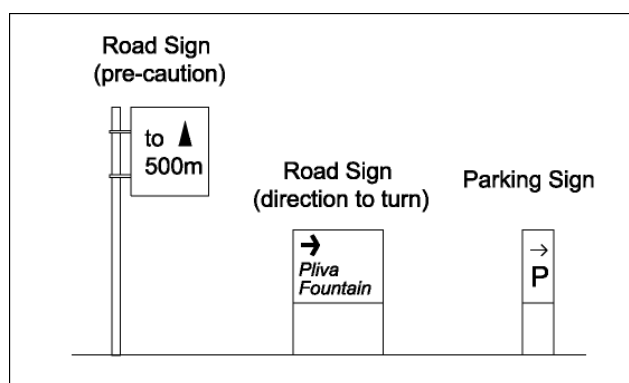 Road Sign
(pre-caution)
to
500m
Road Sign
(direction to turn)
Pliva
Fountain
Parking Sign
P